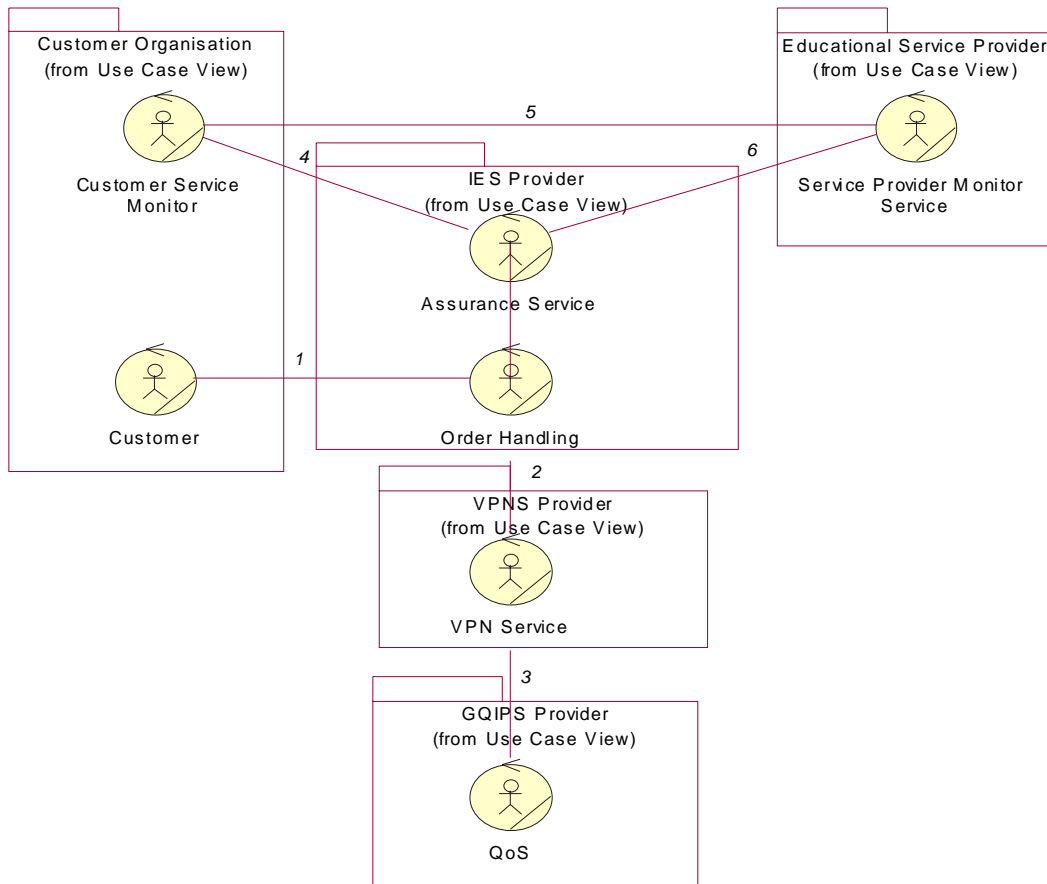 Customer Organisation
(from Use Case View)
Educational Service Provider
(from Use Case View)
5
4
6
Customer Service
Monitor
IES Provider
(from Use Case View)
Service Provider Monitor
Service
Assurance Service
1
Customer
Order Handling
2
VPNS Provider
(from Use Case View)
VPN Service
3
GQIPS Provider
(from Use Case View)
QoS